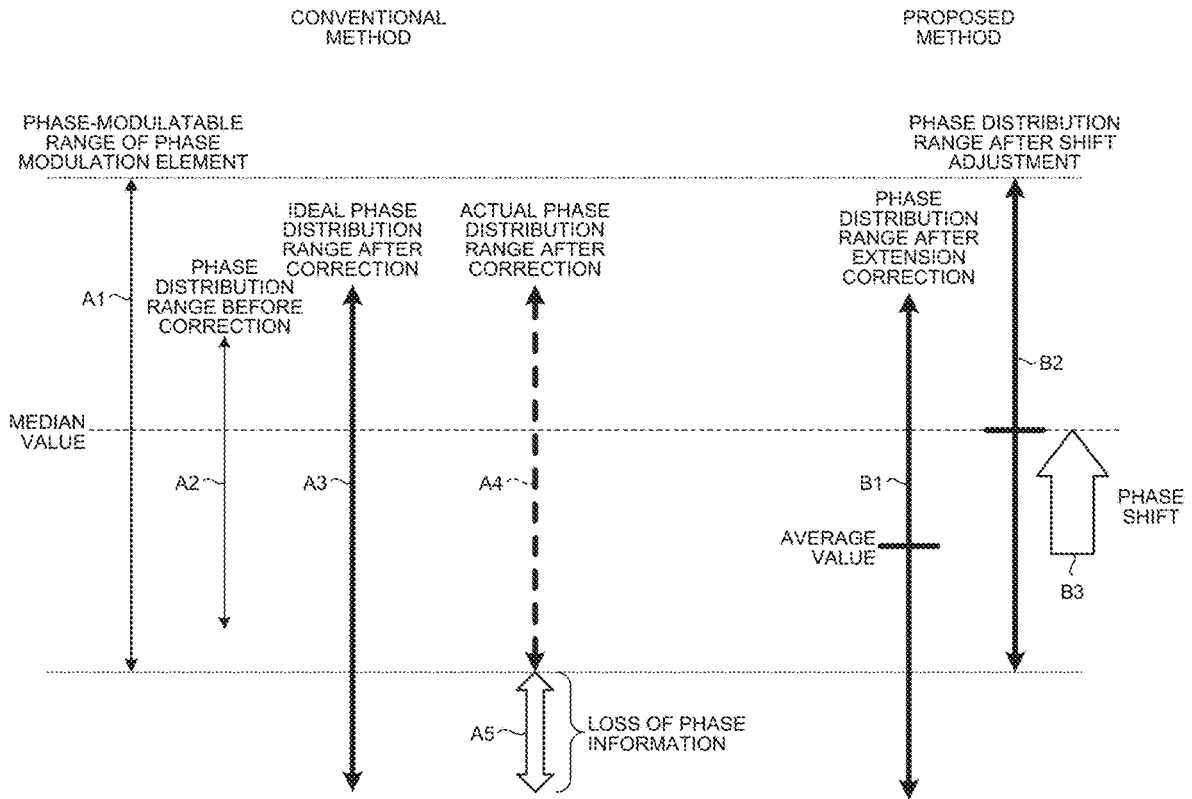 CONVENTIONAL
METHOD
PROPOSED
METHOD
PHASE-MODULATABLE
RANGE OF PHASE
MODULATION ELEMENT
PHASE DISTRIBUTION
RANGE AFTER SHIFT
ADJUSTMENT
IDEAL PHASE
DISTRIBUTION
RANGE AFTER
CORRECTION
ACTUAL PHASE
DISTRIBUTION
RANGE AFTER
CORRECTION
PHASE
DISTRIBUTION
RANGE AFTER
EXTENSION
CORRECTION
PHASE
DISTRIBUTION
RANGE BEFORE
CORRECTION
A1
B2
MEDIAN
VALUE
A2
A3
A4
B1
PHASE
SHIFT
AVERAGE
VALUE
B3
A5
LOSS OF PHASE
INFORMATION